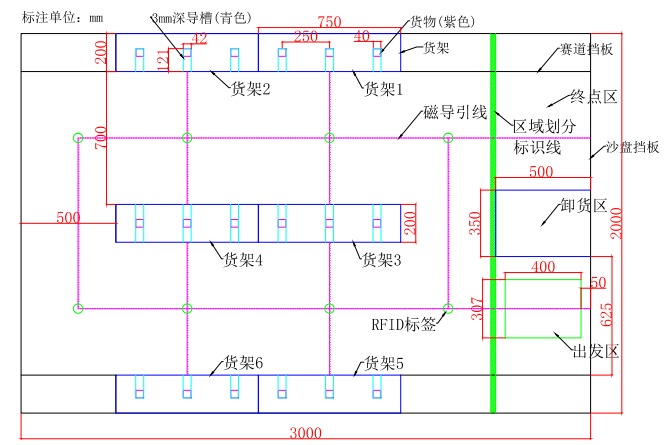 标注单位：mm
3mm深导槽(青色)
750
货物(紫色)
42
250
40
货架
200
121
赛道挡板
货架2
货架1
终点区
磁导引线
区域划分
标识线
700
沙盘挡板
500
500
350
卸货区
200
2000
货架4
货架3
400
50
307
625
RFID标签
出发区
货架6
货架5
3000